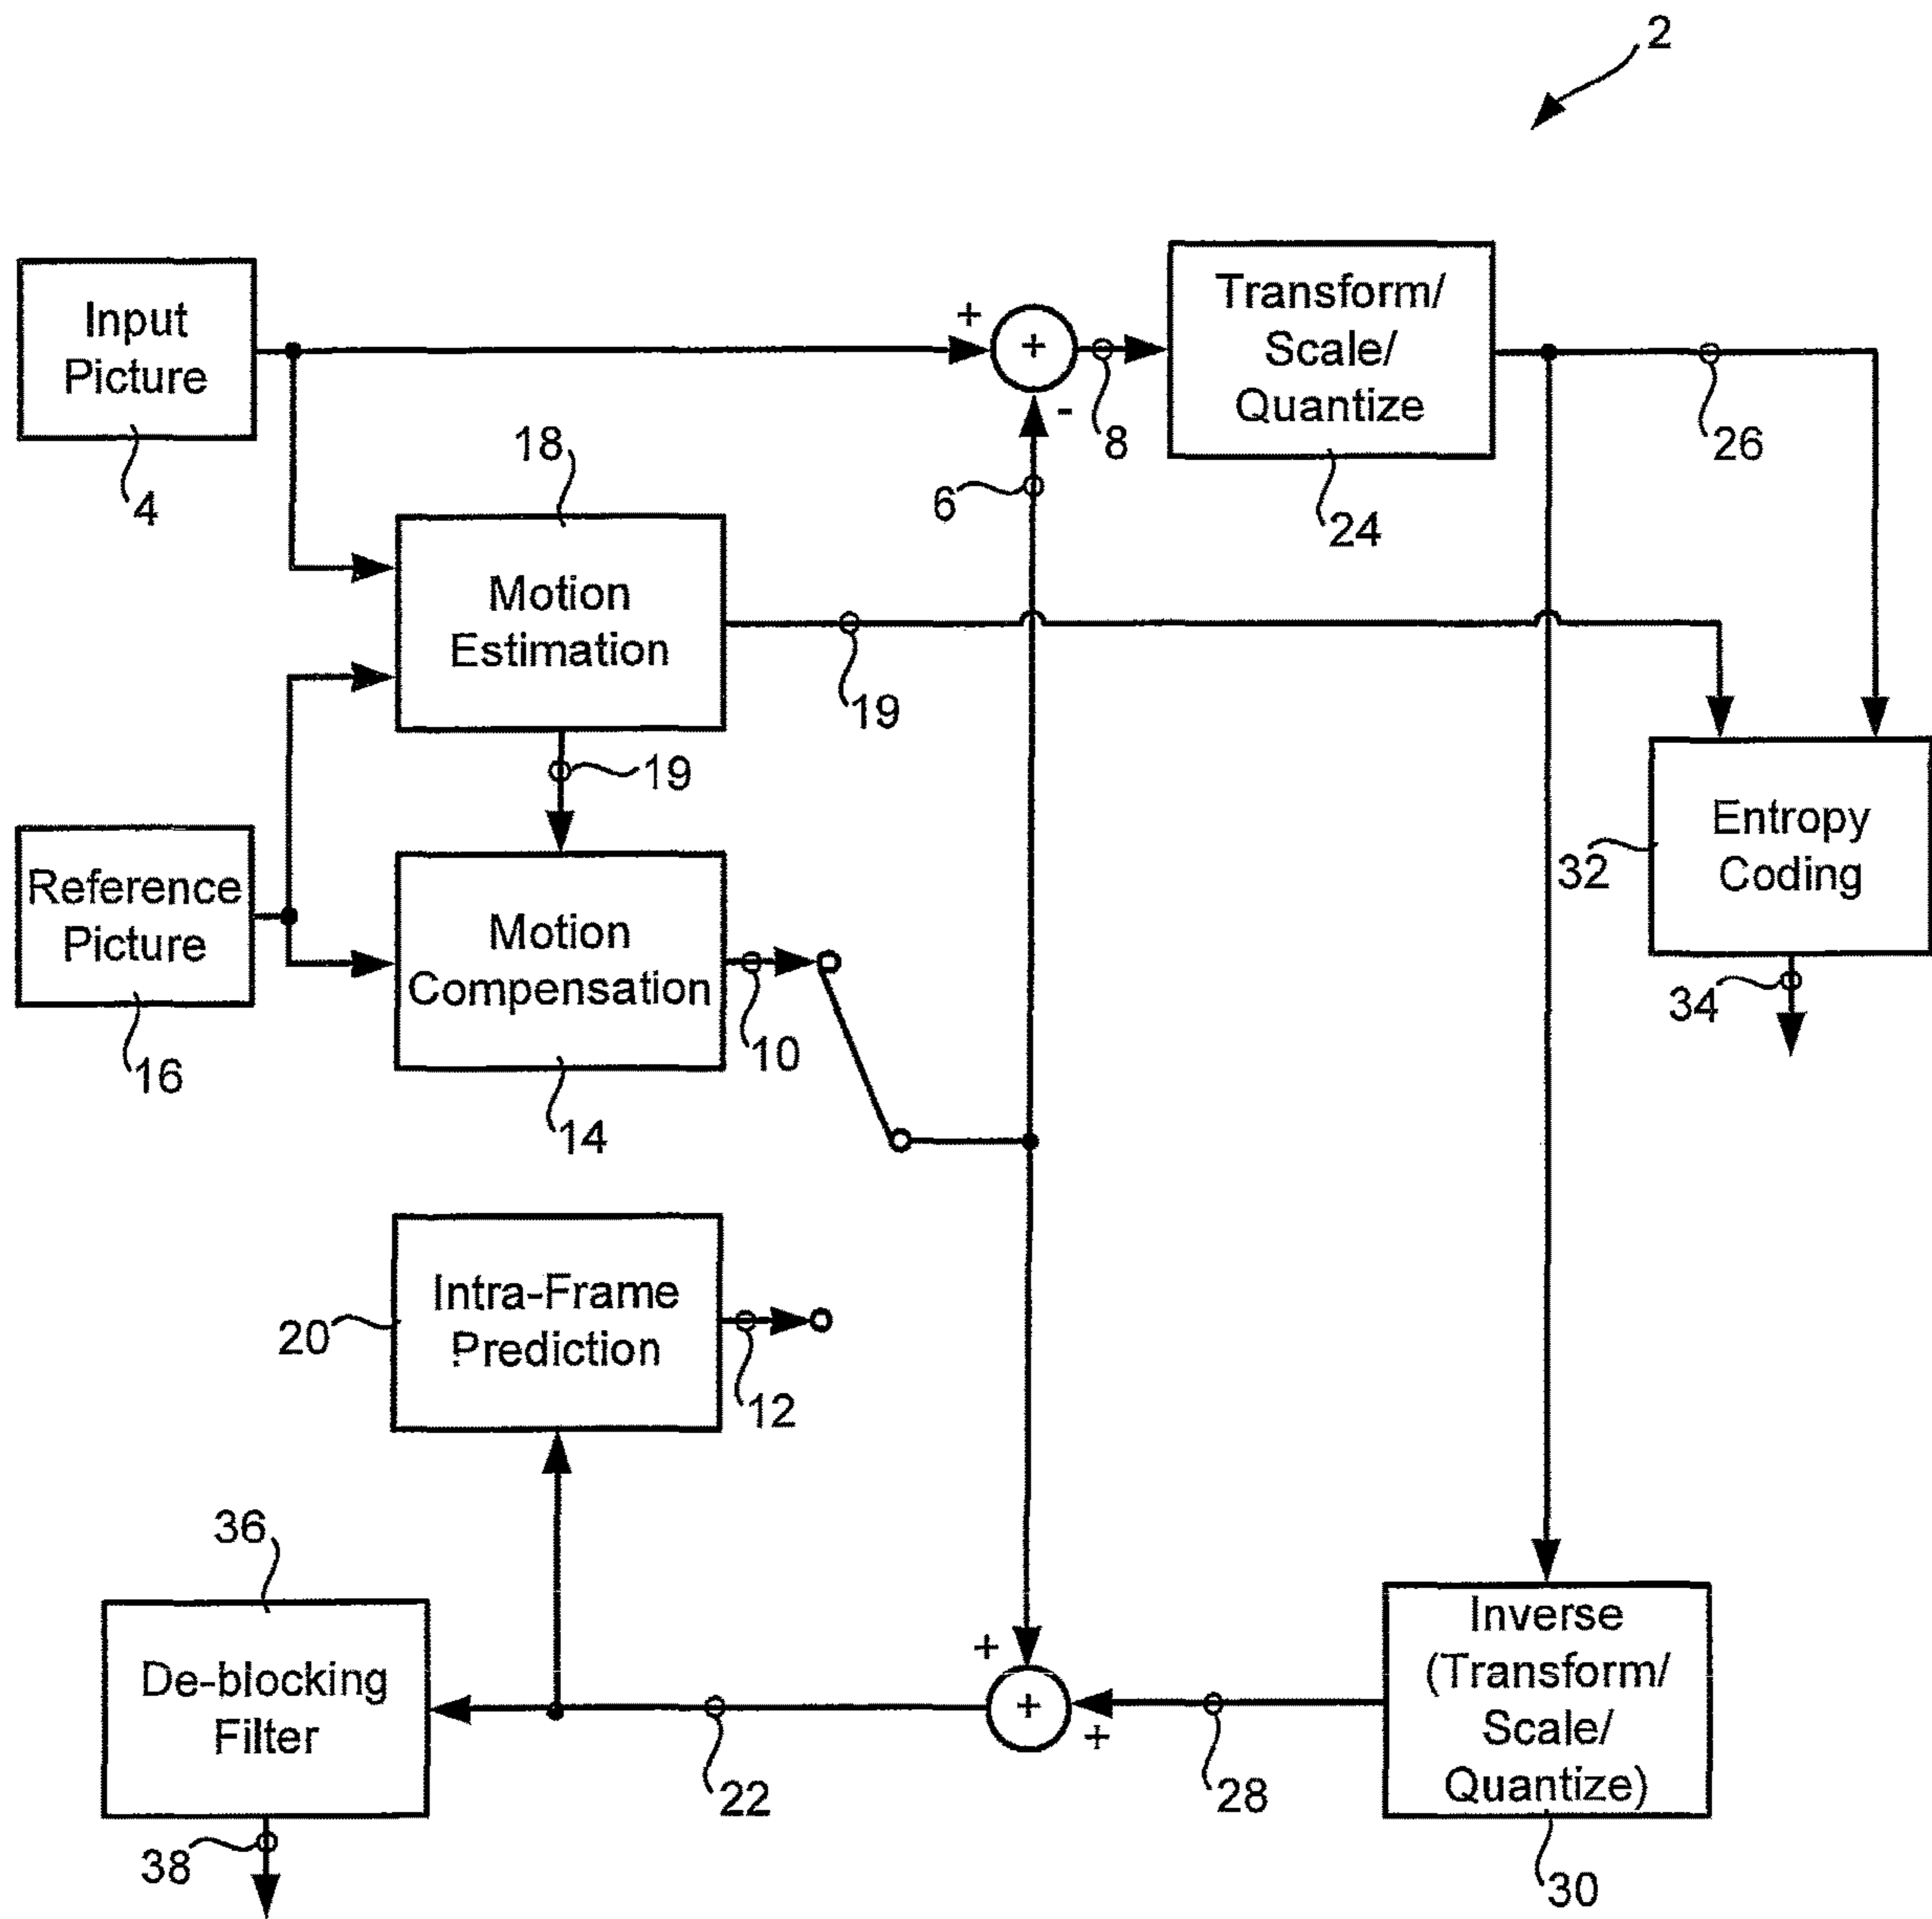 2
Input
Picture
4
+
+
-
6
8
Transform/
Scale/
Quantize
24
26
18
Motion
Estimation
19
19
Reference
Picture
16
Motion
Compensation
14
10
Entropy
Coding
32
34
Intra-Frame
Prediction
20
12
36
De-blocking
Filter
38
22
+
+
+
28
Inverse
(Transform/
Scale/
Quantize)
30